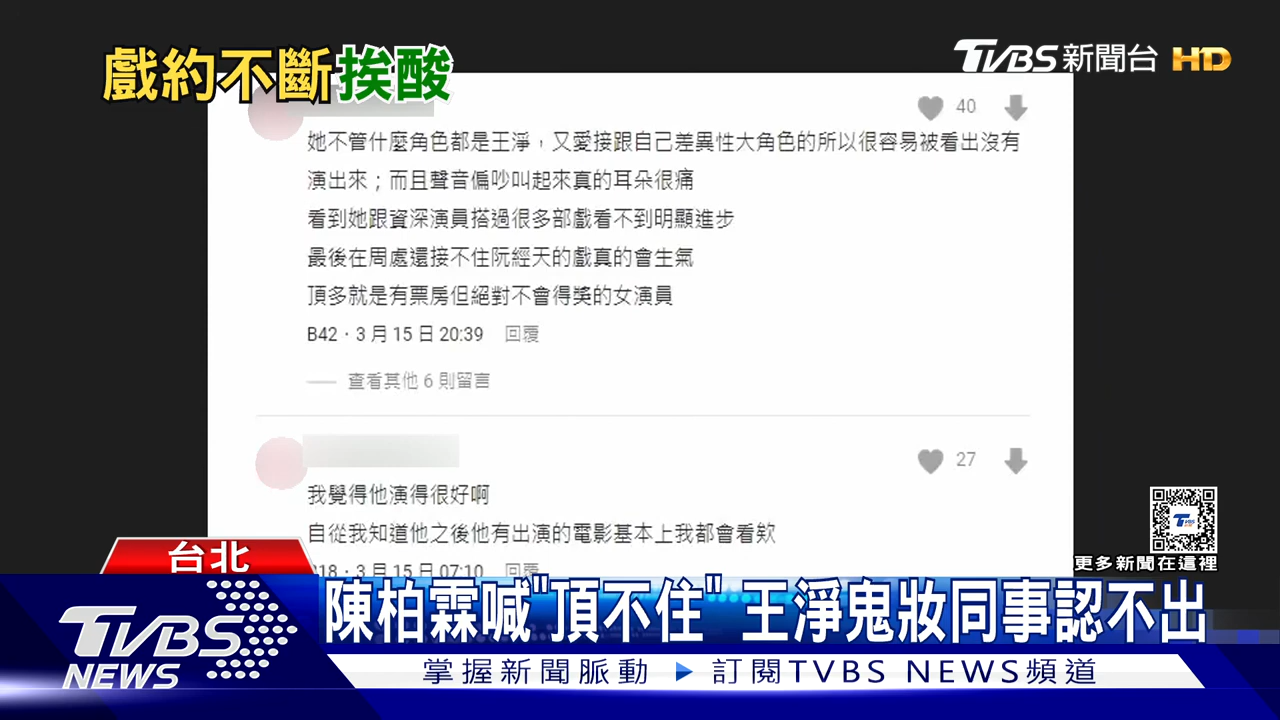 戲約不斷挨酸
TVBS新聞台 HD
40
她不管什麼角色都是王淨，又愛接跟自己差異性大角色的所以很容易被看出沒有
演出來；而且聲音偏吵叫起來真的耳朵很痛
看到她跟資深演員搭過很多部戲看不到明顯進步
最後在周處還接不住阮經天的戲真的會生氣
頂多就是有票房但絕對不會得獎的女演員
B42．3 月 15 日 20:39 回覆
查看其他 6 則留言
27
我覺得他演得很好啊
自從我知道他之後他有出演的電影基本上我都會看欸
B18．3 月 15 日 07:10 回覆
TVBS
更多新聞在這裡
台北
陳柏霖喊"頂不住" 王淨鬼妝同事認不出
TVBS NEWS
掌握新聞脈動 ▶ 訂閱TVBS NEWS頻道